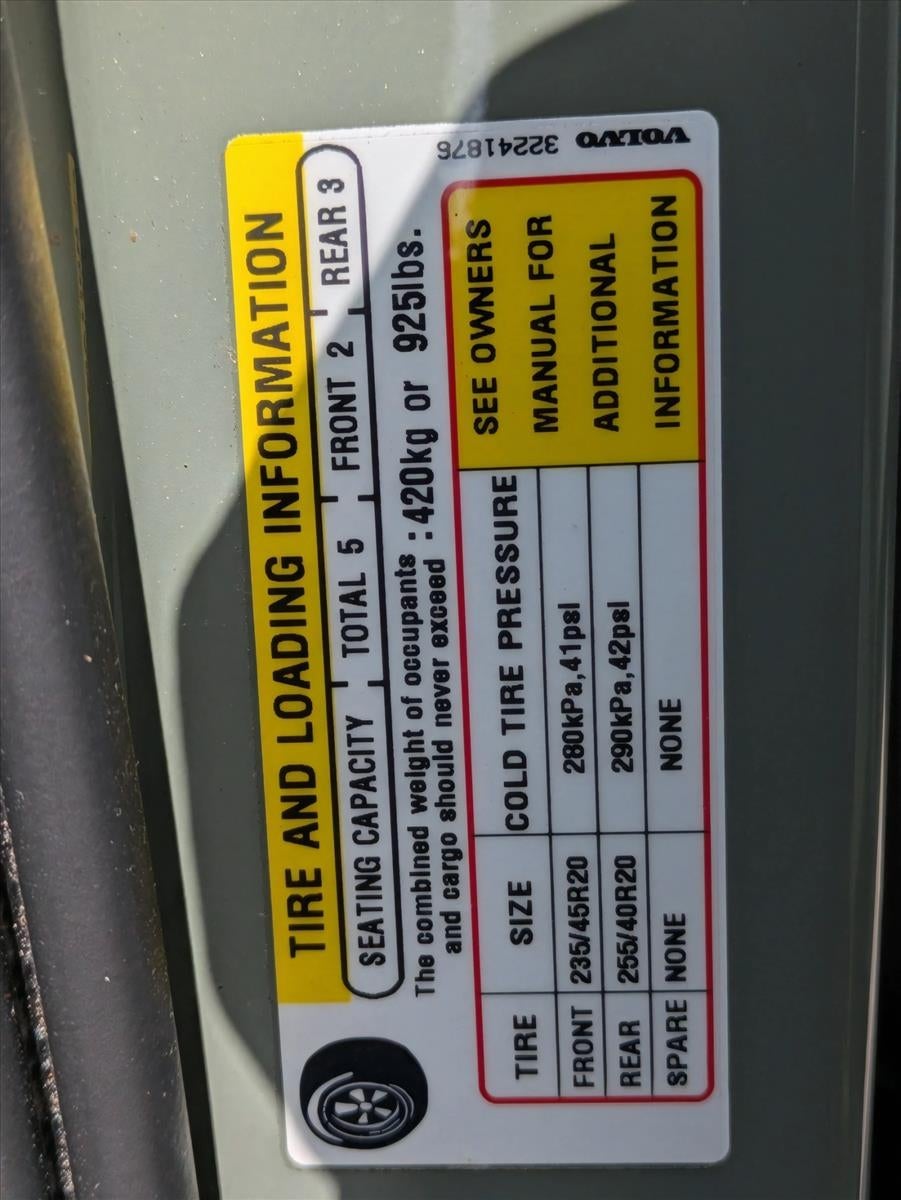 TIRE AND LOADING INFORMATION
SEATING CAPACITY TOTAL 5 FRONT 2 REAR 3
The combined weight of occupants and cargo should never exceed : 420kg or 925lbs.
TIRE SIZE COLD TIRE PRESSURE
FRONT 235/45R20 280kPa,41psi
REAR 255/40R20 290kPa,42psi
SPARE NONE NONE
SEE OWNERS
MANUAL FOR
ADDITIONAL
INFORMATION
VOLVO 32241876